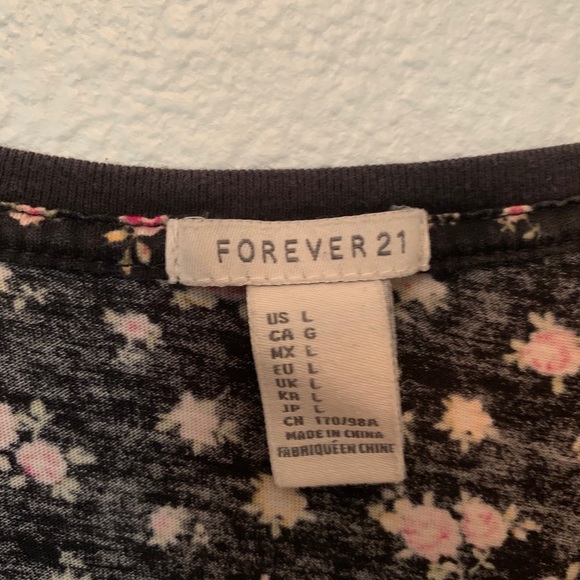 FOREVER 21
US L
CA G
MX L
EU L
UK L
KR L
JP L
CN 170/98A
MADE IN CHINA
FABRIQUÉ EN CHINE